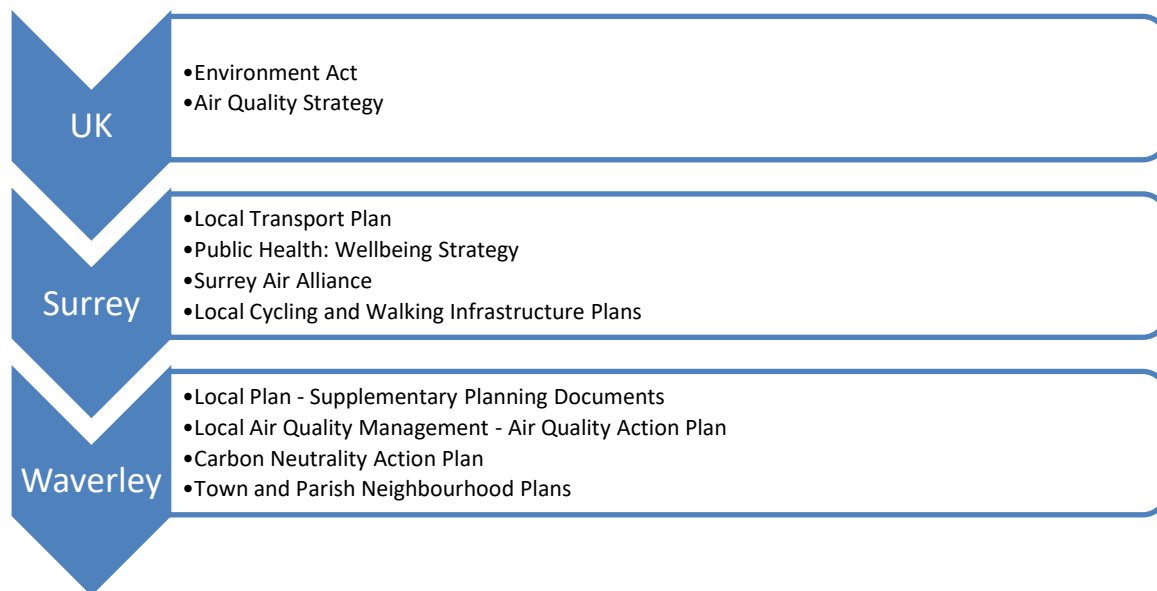 UK
•Environment Act
•Air Quality Strategy
Surrey
•Local Transport Plan
•Public Health: Wellbeing Strategy
•Surrey Air Alliance
•Local Cycling and Walking Infrastructure Plans
Waverley
•Local Plan - Supplementary Planning Documents
•Local Air Quality Management - Air Quality Action Plan
•Carbon Neutrality Action Plan
•Town and Parish Neighbourhood Plans